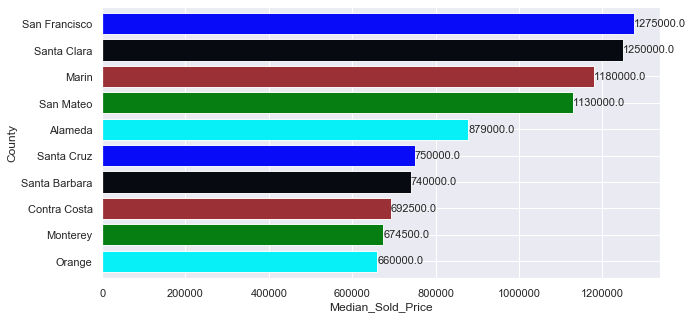 San Francisco 1275000.0
Santa Clara 1250000.0
Marin 1180000.0
San Mateo 1130000.0
Alameda 879000.0
Santa Cruz 750000.0
Santa Barbara 740000.0
Contra Costa 692500.0
Monterey 674500.0
Orange 660000.0
County
0 200000 400000 600000 800000 1000000 1200000
Median_Sold_Price